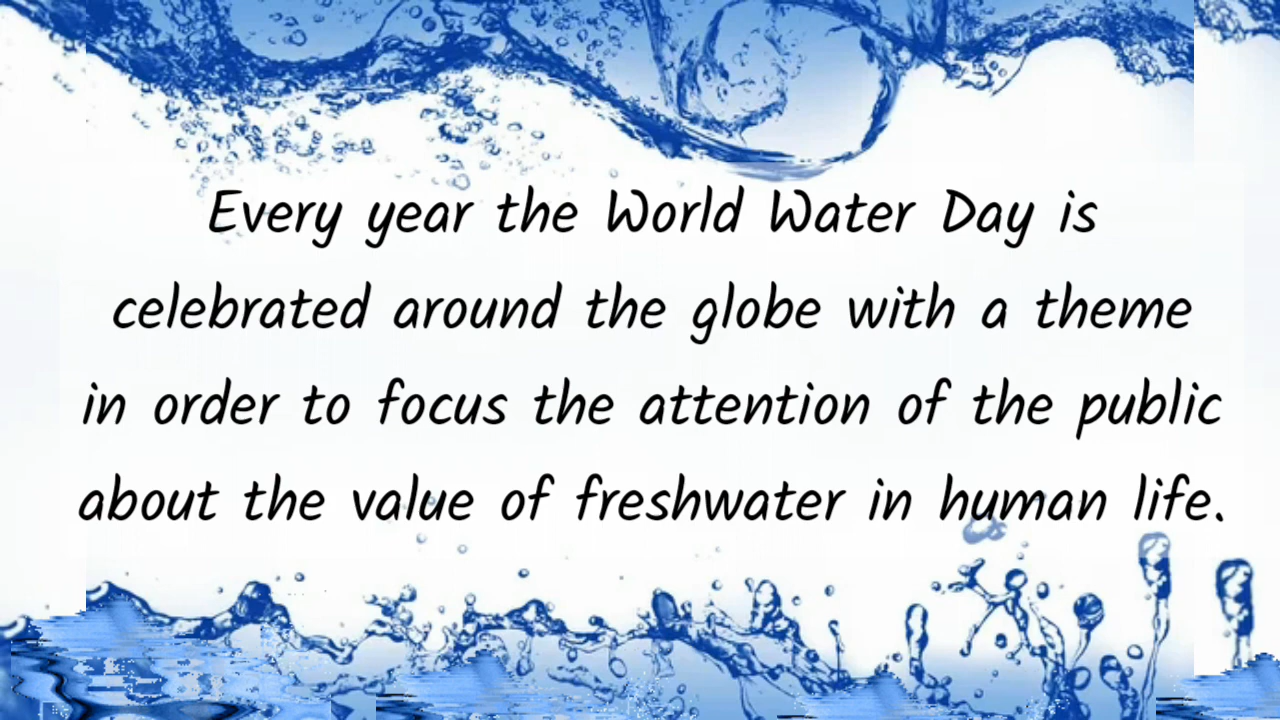 Every year the World Water Day is
celebrated around the globe with a theme
in order to focus the attention of the public
about the value of freshwater in human life.